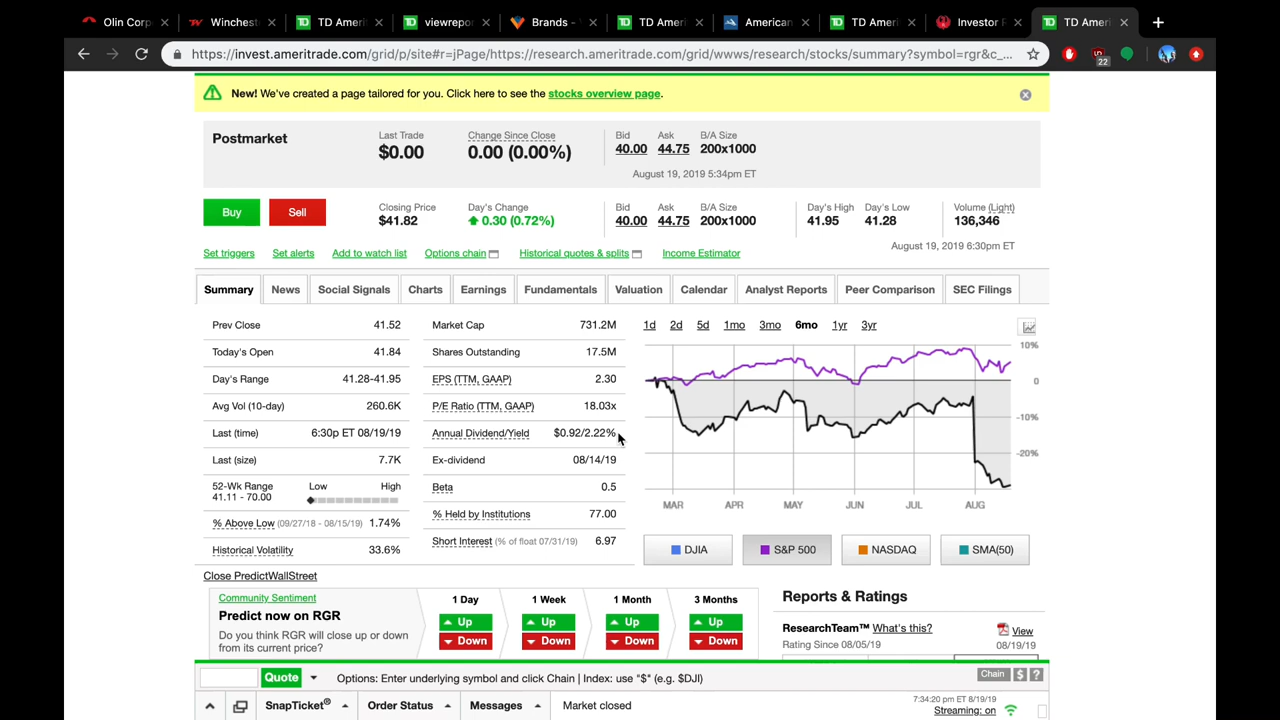 Olin Corp
Wincheste
TD Ameri
viewrepor
Brands -
TD Ameri
American
TD Ameri
Investor R
TD Ameri
https://invest.ameritrade.com/grid/p/site#r=jPage/https://research.ameritrade.com/grid/wwws/research/stocks/summary?symbol=rgr&c_...
22
New! We've created a page tailored for you. Click here to see the stocks overview page.
Postmarket
Last Trade
$0.00
Change Since Close
0.00 (0.00%)
Bid
40.00
Ask
44.75
B/A Size
200x1000
August 19, 2019 5:34pm ET
Buy
Sell
Closing Price
$41.82
Day's Change
0.30 (0.72%)
Bid
40.00
Ask
44.75
B/A Size
200x1000
Day's High
41.95
Day's Low
41.28
Volume (Light)
136,346
August 19, 2019 6:30pm ET
Set triggers
Set alerts
Add to watch list
Options chain
Historical quotes & splits
Income Estimator
Summary
News
Social Signals
Charts
Earnings
Fundamentals
Valuation
Calendar
Analyst Reports
Peer Comparison
SEC Filings
Prev Close 41.52
Today's Open 41.84
Day's Range 41.28-41.95
Avg Vol (10-day) 260.6K
Last (time) 6:30p ET 08/19/19
Last (size) 7.7K
52-Wk Range
41.11 - 70.00
Low High
% Above Low (09/27/18 - 08/15/19) 1.74%
Historical Volatility 33.6%
Market Cap 731.2M
Shares Outstanding 17.5M
EPS (TTM, GAAP) 2.30
P/E Ratio (TTM, GAAP) 18.03x
Annual Dividend/Yield $0.92/2.22%
Ex-dividend 08/14/19
Beta 0.5
% Held by Institutions 77.00
Short Interest (% of float 07/31/19) 6.97
1d 2d 5d 1mo 3mo 6mo 1yr 3yr
10%
0
-10%
-20%
MAR APR MAY JUN JUL AUG
DJIA
S&P 500
NASDAQ
SMA(50)
Close PredictWallStreet
Community Sentiment
Predict now on RGR
Do you think RGR will close up or down
from its current price?
1 Day
Up
Down
1 Week
Up
Down
1 Month
Up
Down
3 Months
Up
Down
Reports & Ratings
ResearchTeam™ What's this?
Rating Since 08/05/19
View
08/19/19
Quote
Options: Enter underlying symbol and click Chain | Index: use "$" (e.g. $DJI)
Chain
$
?
SnapTicket®
Order Status
Messages
Market closed
7:34:20 pm ET 8/19/19
Streaming: on